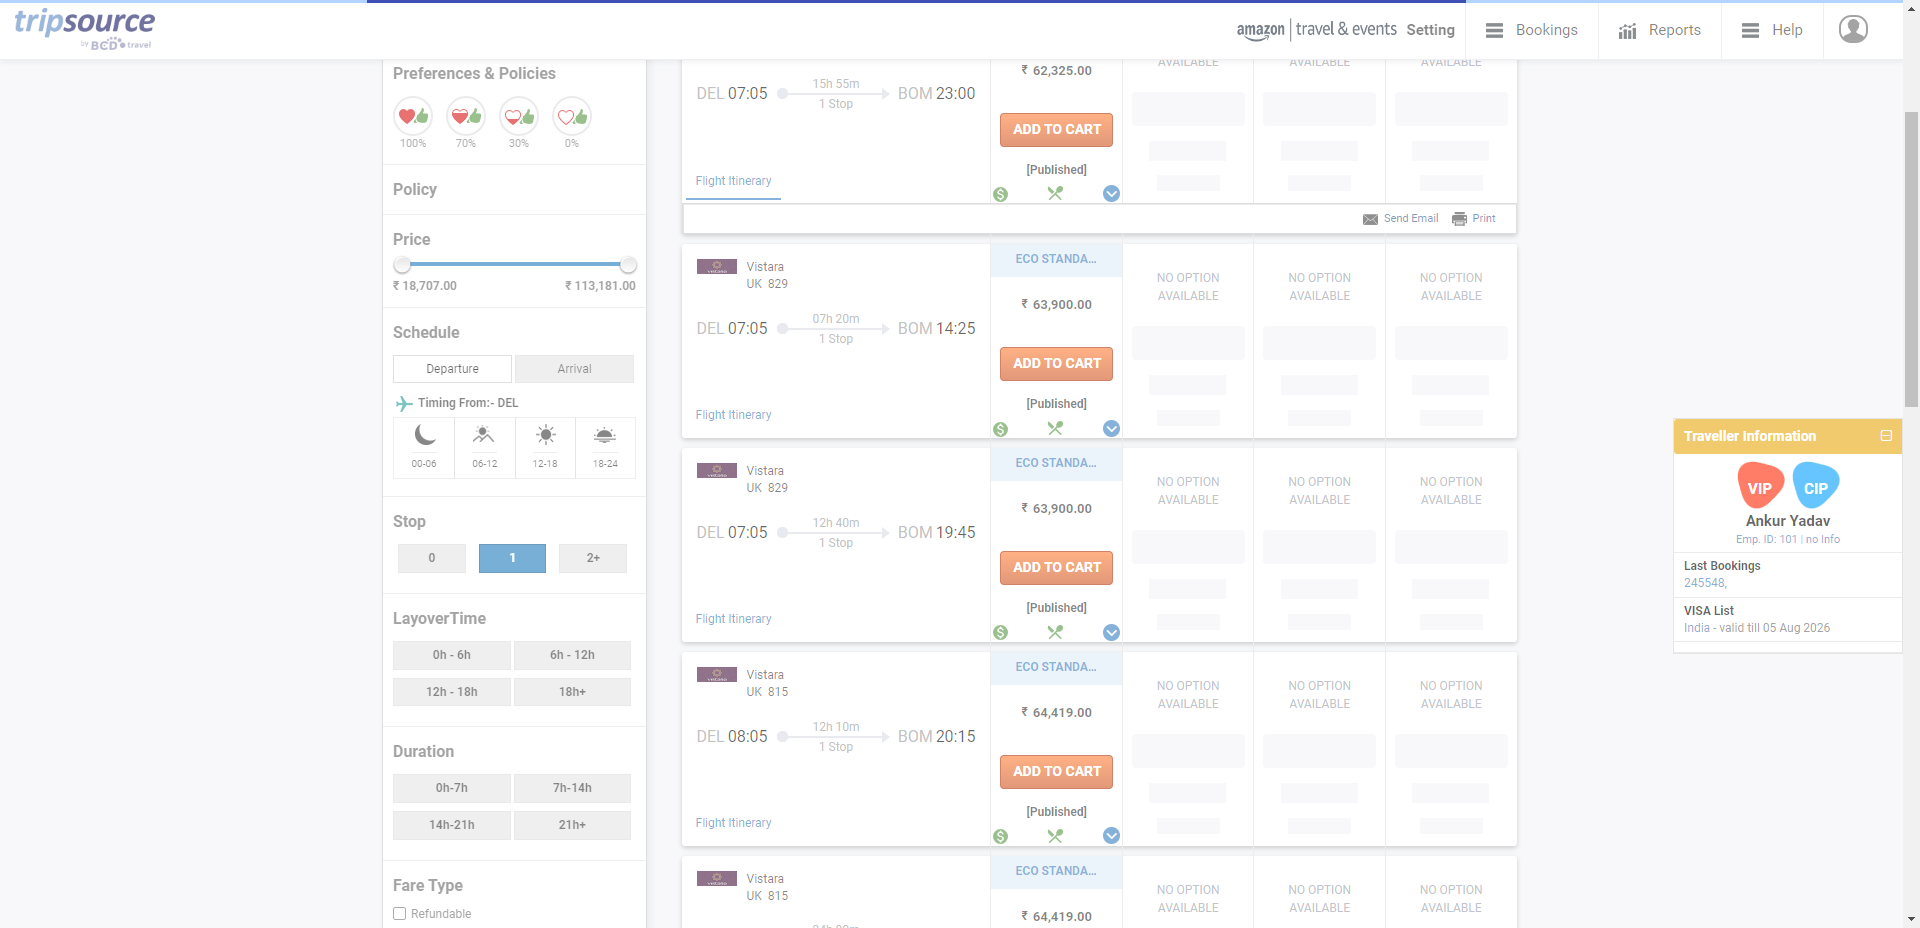 tripsource
by BCD travel
amazon | travel & events Setting
Bookings
Reports
Help
Preferences & Policies
100% 70% 30% 0%
Policy
Price
₹ 18,707.00 ₹ 113,181.00
Schedule
Departure Arrival
Timing From:- DEL
00-06 06-12 12-18 18-24
Stop
0 1 2+
LayoverTime
0h - 6h 6h - 12h
12h - 18h 18h+
Duration
0h-7h 7h-14h
14h-21h 21h+
Fare Type
Refundable
₹ 62,325.00
AVAILABLE AVAILABLE AVAILABLE
DEL 07:05 15h 55m 1 Stop BOM 23:00
ADD TO CART
[Published]
Flight Itinerary
$
Send Email Print
Vistara
UK 829
ECO STANDA...
₹ 63,900.00
NO OPTION AVAILABLE
NO OPTION AVAILABLE
NO OPTION AVAILABLE
DEL 07:05 07h 20m 1 Stop BOM 14:25
ADD TO CART
[Published]
Flight Itinerary
$
Vistara
UK 829
ECO STANDA...
₹ 63,900.00
NO OPTION AVAILABLE
NO OPTION AVAILABLE
NO OPTION AVAILABLE
DEL 07:05 12h 40m 1 Stop BOM 19:45
ADD TO CART
[Published]
Flight Itinerary
$
Vistara
UK 815
ECO STANDA...
₹ 64,419.00
NO OPTION AVAILABLE
NO OPTION AVAILABLE
NO OPTION AVAILABLE
DEL 08:05 12h 10m 1 Stop BOM 20:15
ADD TO CART
[Published]
Flight Itinerary
$
Vistara
UK 815
ECO STANDA...
₹ 64,419.00
NO OPTION AVAILABLE
NO OPTION AVAILABLE
NO OPTION AVAILABLE
Traveller Information
VIP CIP
Ankur Yadav
Emp. ID: 101 | no Info
Last Bookings
245548,
VISA List
India - valid till 05 Aug 2026